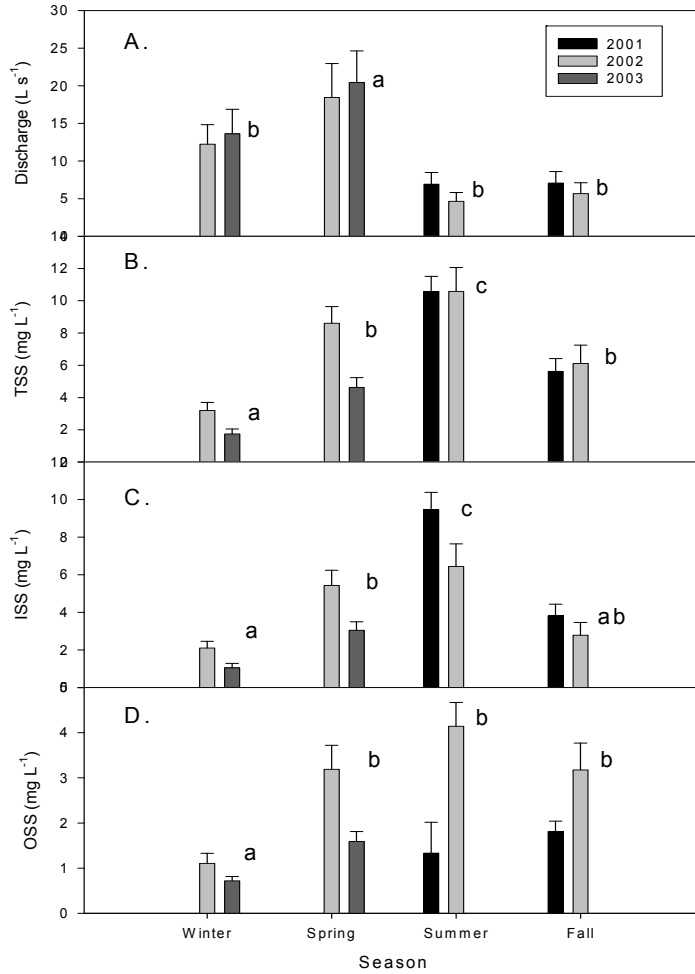 30
25
20
15
10
5
Discharge (L s⁻¹)
A.
2001
2002
2003
b
a
b
b
14
12
10
8
6
4
2
TSS (mg L⁻¹)
B.
a
b
c
b
12
10
8
6
4
2
ISS (mg L⁻¹)
C.
a
b
c
ab
5
4
3
2
1
0
OSS (mg L⁻¹)
D.
a
b
b
b
Winter Spring Summer Fall
Season